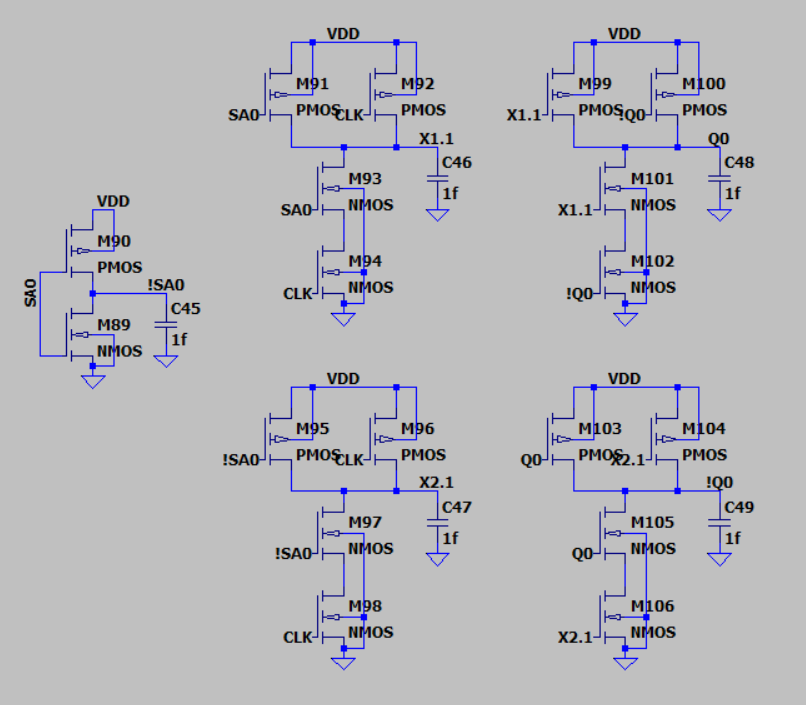 VDD
M90
PMOS
SA0
!SA0
C45
1f
M89
NMOS
VDD
M91
PMOS
SA0
M92
PMOS
CLK
X1.1
C46
1f
M93
NMOS
SA0
M94
NMOS
CLK
VDD
M99
PMOS
X1.1
M100
PMOS
!Q0
Q0
C48
1f
M101
NMOS
X1.1
M102
NMOS
!Q0
VDD
M95
PMOS
!SA0
M96
PMOS
CLK
X2.1
C47
1f
M97
NMOS
!SA0
M98
NMOS
CLK
VDD
M103
PMOS
Q0
M104
PMOS
X2.1
!Q0
C49
1f
M105
NMOS
Q0
M106
NMOS
X2.1